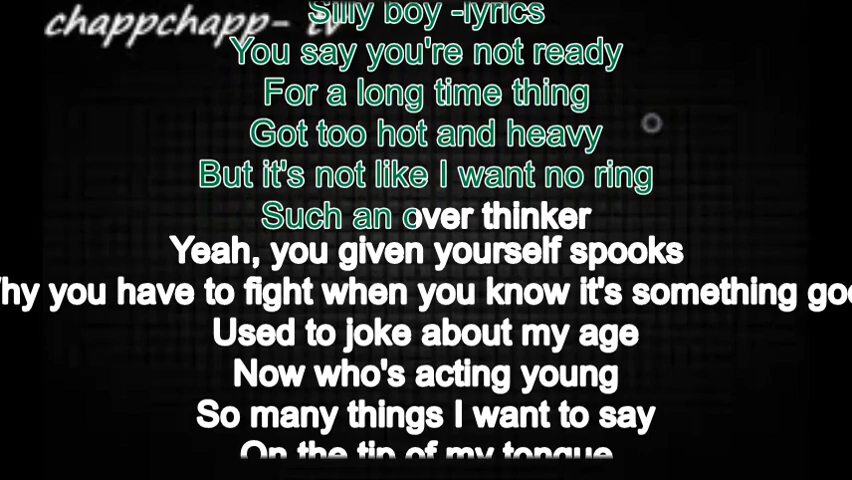 chappchapp- tv
Silly boy -lyrics
You say you're not ready
For a long time thing
Got too hot and heavy
But it's not like I want no ring
Such an over thinker
Yeah, you given yourself spooks
hy you have to fight when you know it's something goo
Used to joke about my age
Now who's acting young
So many things I want to say
On the tip of my tongue